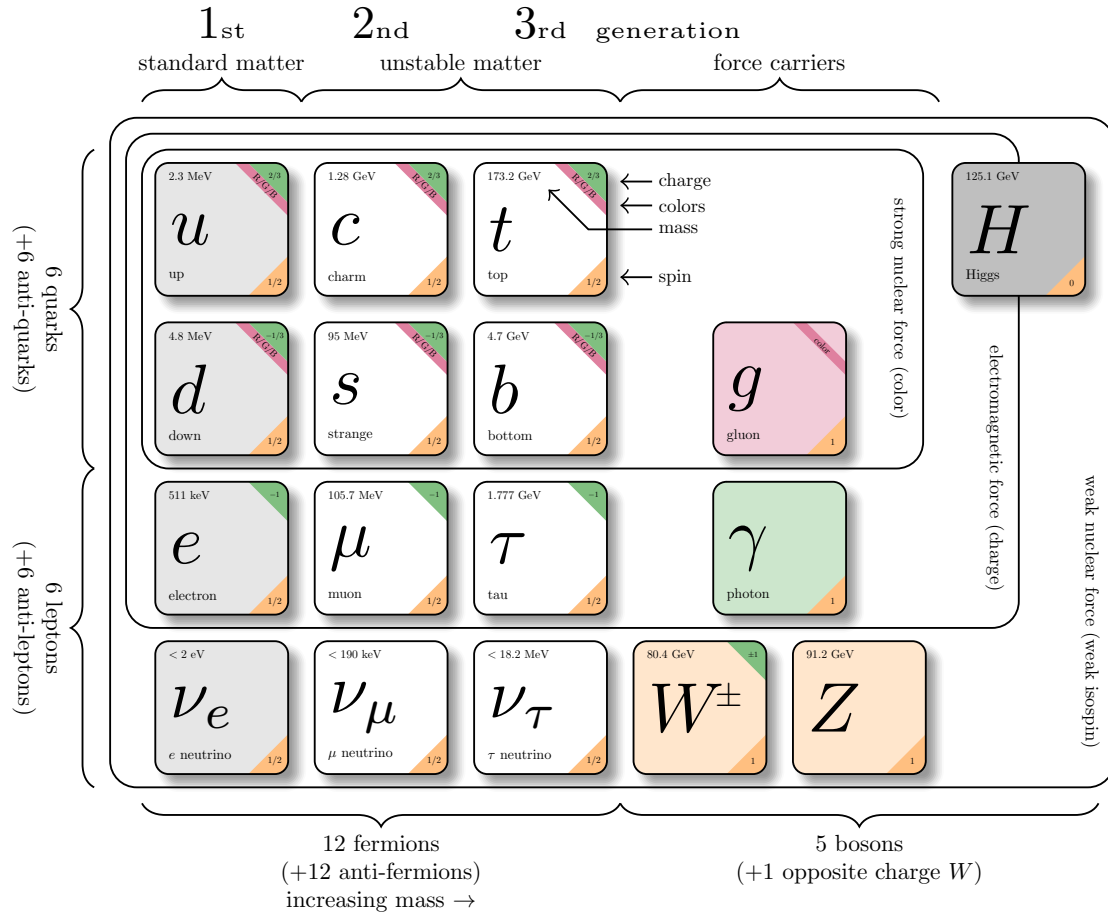 1st 2nd 3rd generation
standard matter
unstable matter
force carriers
6 quarks
(+6 anti-quarks)
6 leptons
(+6 anti-leptons)
2.3 MeV
2/3
R/G/B
u
up
1/2
1.28 GeV
2/3
R/G/B
c
charm
1/2
173.2 GeV
2/3
R/G/B
t
top
1/2
charge
colors
mass
spin
strong nuclear force (color)
125.1 GeV
H
Higgs
0
4.8 MeV
−1/3
R/G/B
d
down
1/2
95 MeV
−1/3
R/G/B
s
strange
1/2
4.7 GeV
−1/3
R/G/B
b
bottom
1/2
color
g
gluon
1
electromagnetic force (charge)
511 keV
−1
e
electron
1/2
105.7 MeV
−1
μ
muon
1/2
1.777 GeV
−1
τ
tau
1/2
γ
photon
1
weak nuclear force (weak isospin)
< 2 eV
νe
e neutrino
1/2
< 190 keV
νμ
μ neutrino
1/2
< 18.2 MeV
ντ
τ neutrino
1/2
80.4 GeV
±1
W±
1
91.2 GeV
Z
1
12 fermions
(+12 anti-fermions)
increasing mass →
5 bosons
(+1 opposite charge W)